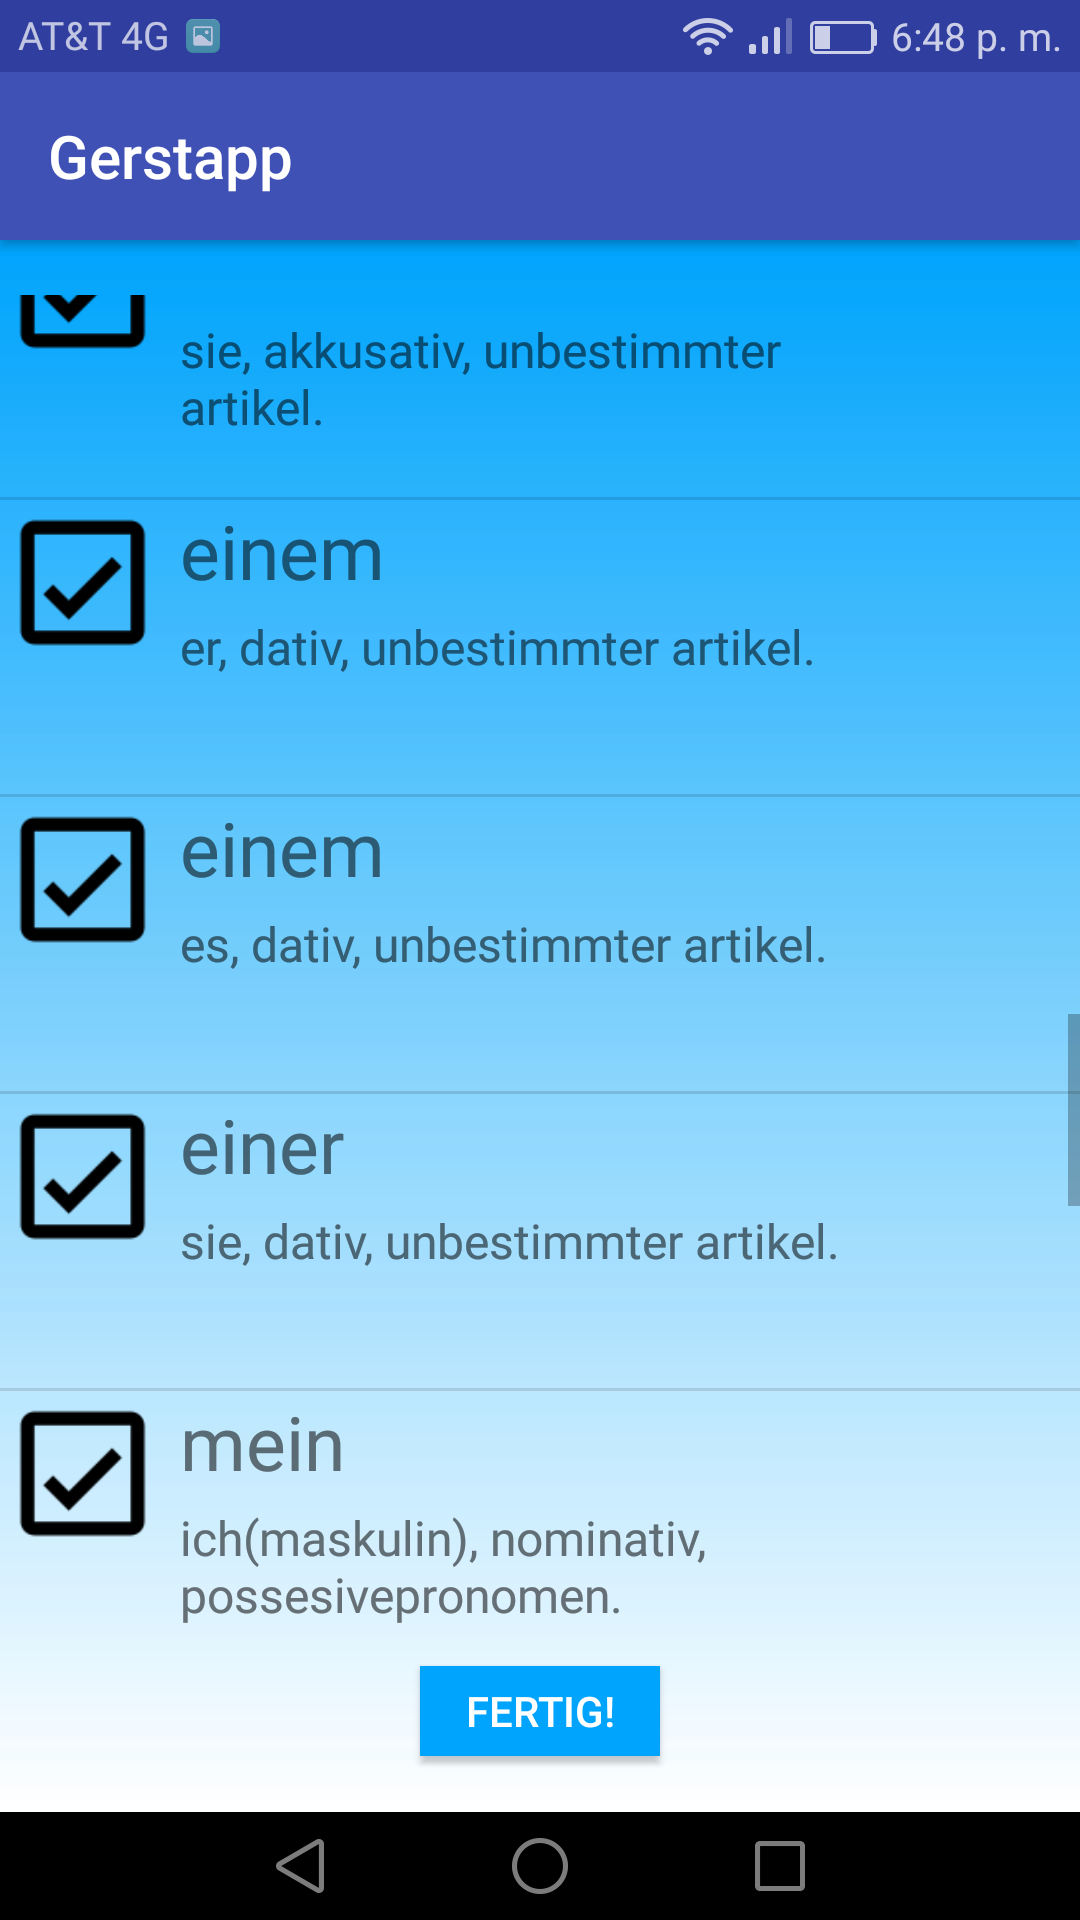 AT&T 4G 6:48 p. m.
Gerstapp
sie, akkusativ, unbestimmter
artikel.
einem
er, dativ, unbestimmter artikel.
einem
es, dativ, unbestimmter artikel.
einer
sie, dativ, unbestimmter artikel.
mein
ich(maskulin), nominativ,
possesivepronomen.
FERTIG!